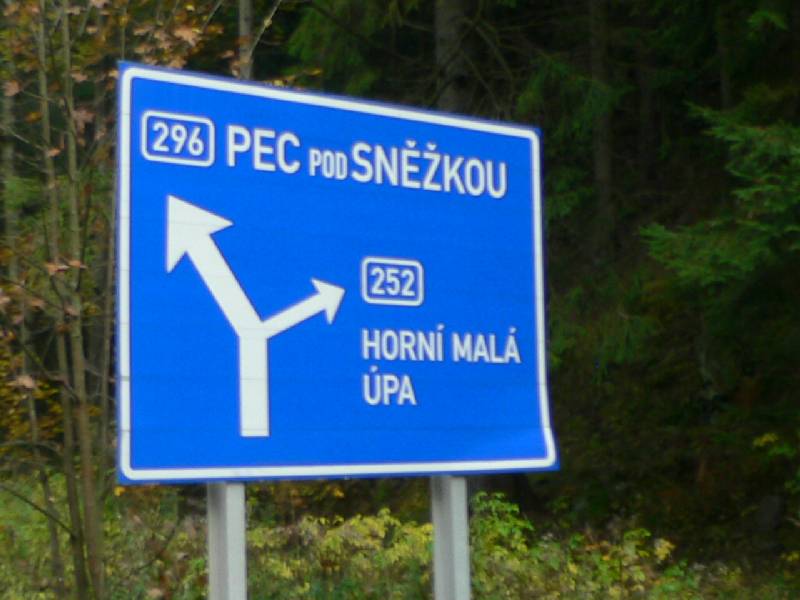 296 PEC POD SNĚŽKOU
252
HORNÍ MALÁ
ÚPA